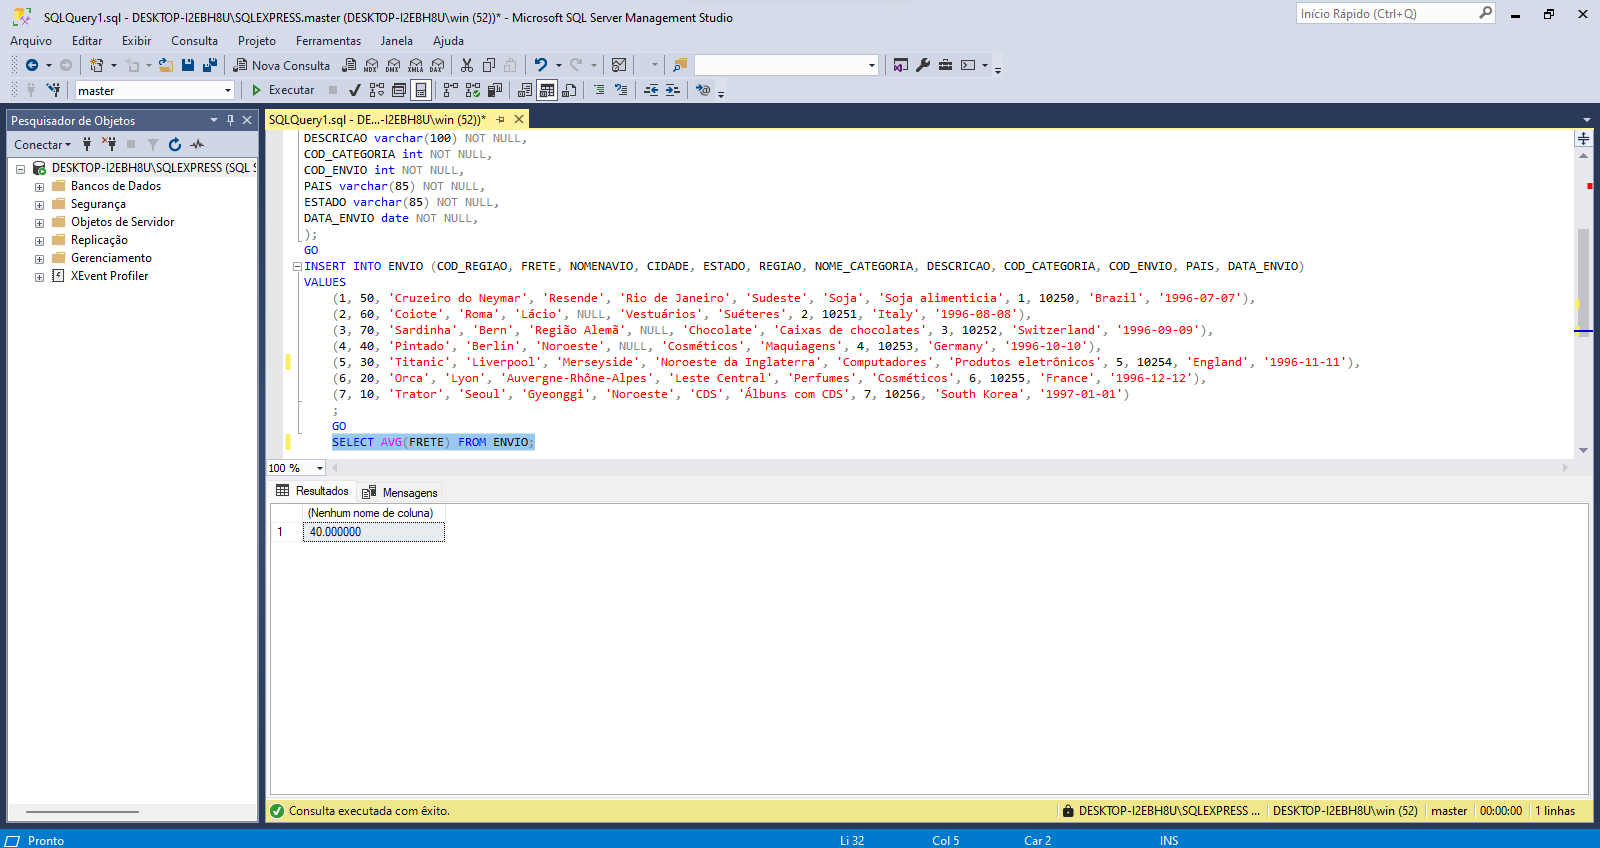 SQLQuery1.sql - DESKTOP-I2EBH8U\SQLEXPRESS.master (DESKTOP-I2EBH8U\win (52))* - Microsoft SQL Server Management Studio
Início Rápido (Ctrl+Q)
Arquivo Editar Exibir Consulta Projeto Ferramentas Janela Ajuda
Nova Consulta MDX DMX XMLA DAX
master Executar
Pesquisador de Objetos
Conectar
DESKTOP-I2EBH8U\SQLEXPRESS (SQL S
Bancos de Dados
Segurança
Objetos de Servidor
Replicação
Gerenciamento
XEvent Profiler
SQLQuery1.sql - DE...-I2EBH8U\win (52))*
DESCRICAO varchar(100) NOT NULL,
COD_CATEGORIA int NOT NULL,
COD_ENVIO int NOT NULL,
PAIS varchar(85) NOT NULL,
ESTADO varchar(85) NOT NULL,
DATA_ENVIO date NOT NULL,
);
GO
INSERT INTO ENVIO (COD_REGIAO, FRETE, NOMENAVIO, CIDADE, ESTADO, REGIAO, NOME_CATEGORIA, DESCRICAO, COD_CATEGORIA, COD_ENVIO, PAIS, DATA_ENVIO)
VALUES
(1, 50, 'Cruzeiro do Neymar', 'Resende', 'Rio de Janeiro', 'Sudeste', 'Soja', 'Soja alimenticia', 1, 10250, 'Brazil', '1996-07-07'),
(2, 60, 'Coiote', 'Roma', 'Lácio', NULL, 'Vestuários', 'Suéteres', 2, 10251, 'Italy', '1996-08-08'),
(3, 70, 'Sardinha', 'Bern', 'Região Alemã', NULL, 'Chocolate', 'Caixas de chocolates', 3, 10252, 'Switzerland', '1996-09-09'),
(4, 40, 'Pintado', 'Berlin', 'Noroeste', NULL, 'Cosméticos', 'Maquiagens', 4, 10253, 'Germany', '1996-10-10'),
(5, 30, 'Titanic', 'Liverpool', 'Merseyside', 'Noroeste da Inglaterra', 'Computadores', 'Produtos eletrônicos', 5, 10254, 'England', '1996-11-11'),
(6, 20, 'Orca', 'Lyon', 'Auvergne-Rhône-Alpes', 'Leste Central', 'Perfumes', 'Cosméticos', 6, 10255, 'France', '1996-12-12'),
(7, 10, 'Trator', 'Seoul', 'Gyeonggi', 'Noroeste', 'CDS', 'Álbuns com CDS', 7, 10256, 'South Korea', '1997-01-01')
;
GO
SELECT AVG(FRETE) FROM ENVIO;
100 %
Resultados Mensagens
(Nenhum nome de coluna)
1 40.000000
Consulta executada com êxito. DESKTOP-I2EBH8U\SQLEXPRESS ... DESKTOP-I2EBH8U\win (52) master 00:00:00 1 linhas
Pronto Li 32 Col 5 Car 2 INS